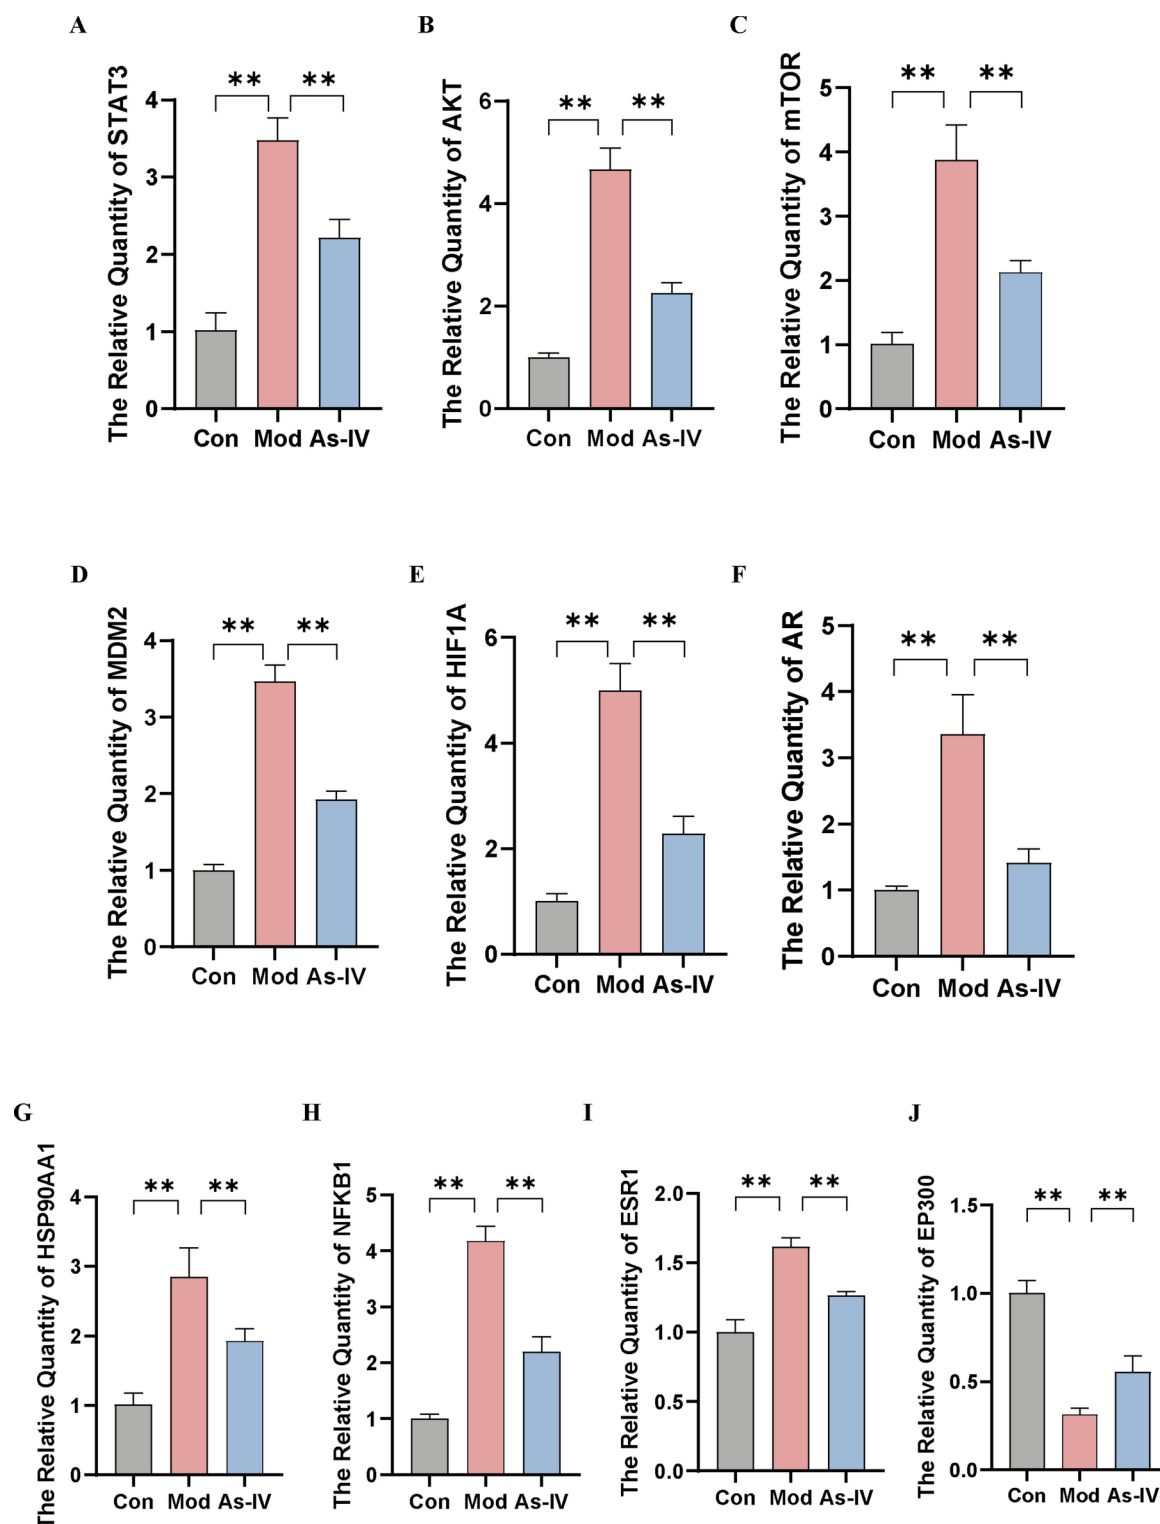 A
The Relative Quantity of STAT3
** **
4
3
2
1
0
Con Mod As-IV
B
The Relative Quantity of AKT
** **
6
4
2
0
Con Mod As-IV
C
The Relative Quantity of mTOR
** **
5
4
3
2
1
0
Con Mod As-IV
D
The Relative Quantity of MDM2
** **
4
3
2
1
0
Con Mod As-IV
E
The Relative Quantity of HIF1A
** **
6
4
2
0
Con Mod As-IV
F
The Relative Quantity of AR
** **
5
4
3
2
1
0
Con Mod As-IV
G
The Relative Quantity of HSP90AA1
** **
4
3
2
1
0
Con Mod As-IV
H
The Relative Quantity of NFKB1
** **
5
4
3
2
1
0
Con Mod As-IV
I
The Relative Quantity of ESR1
** **
2.0
1.5
1.0
0.5
0.0
Con Mod As-IV
J
The Relative Quantity of EP300
** **
1.5
1.0
0.5
0.0
Con Mod As-IV